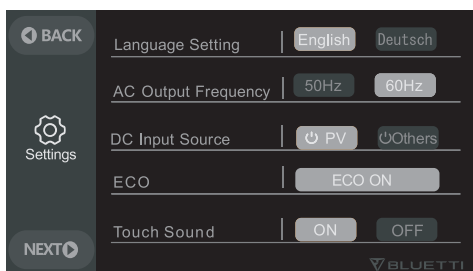 BACK
Settings
NEXT
Language Setting English Deutsch
AC Output Frequency 50Hz 60Hz
DC Input Source PV Others
ECO ECO ON
Touch Sound ON OFF
BLUETTI